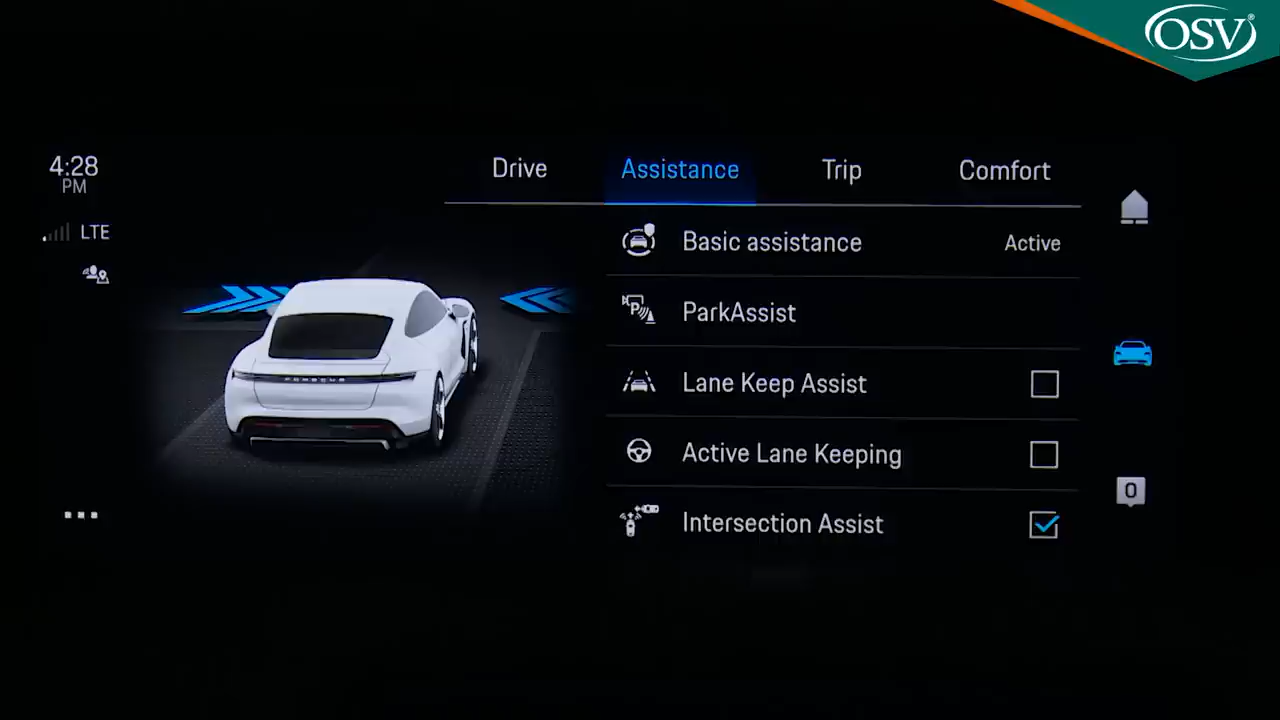 OSV®
4:28
PM
LTE
Drive
Assistance
Trip
Comfort
Basic assistance
Active
ParkAssist
Lane Keep Assist
Active Lane Keeping
Intersection Assist
PORSCHE
P
0